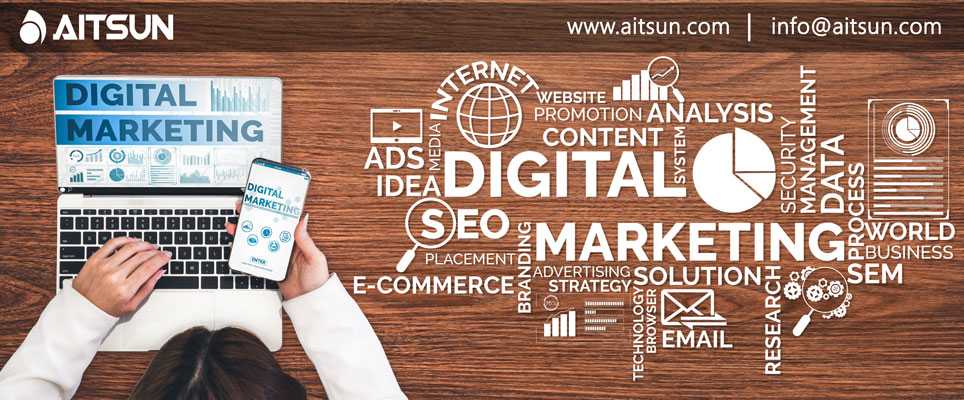 AITSUN
www.aitsun.com | info@aitsun.com
DIGITAL
MARKETING
DIGITAL
MARKETING
ENTER
INTERNET
MEDIA
ADS
IDEA
WEBSITE
PROMOTION
ANALYSIS
CONTENT
SYSTEM
DIGITAL
SECURITY
MANAGEMENT
DATA
PROCESS
SEO
PLACEMENT
E-COMMERCE
BRANDING
MARKETING
WORLD
BUSINESS
SEM
ADVERTISING
STRATEGY
SOLUTION
TECHNOLOGY
BROWSER
EMAIL
RESEARCH